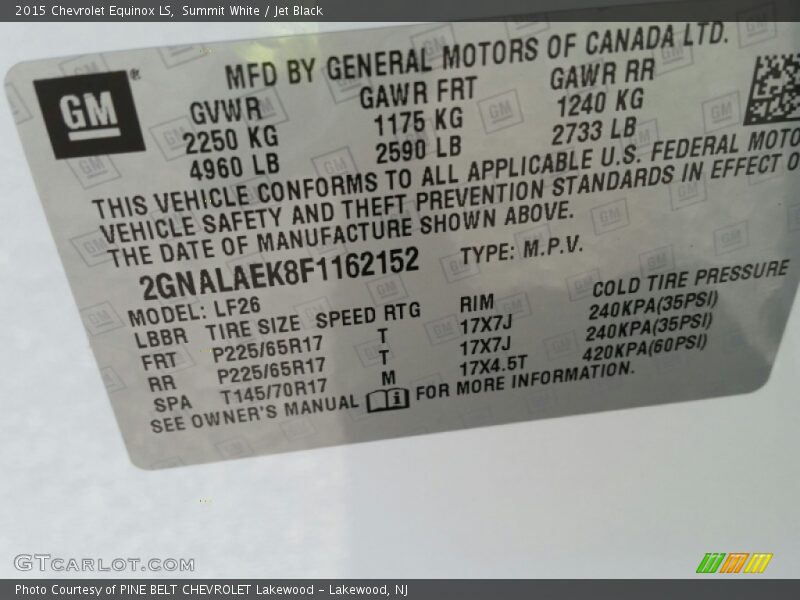 2015 Chevrolet Equinox LS,  Summit White / Jet Black
MFD BY GENERAL MOTORS OF CANADA LTD.
GM ®
GVWR GAWR FRT GAWR RR
2250 KG 1175 KG 1240 KG
4960 LB 2590 LB 2733 LB
THIS VEHICLE CONFORMS TO ALL APPLICABLE U.S. FEDERAL MOTO
VEHICLE SAFETY AND THEFT PREVENTION STANDARDS IN EFFECT O
THE DATE OF MANUFACTURE SHOWN ABOVE.
2GNALAEK8F1162152 TYPE: M.P.V.
MODEL: LF26
LBBR TIRE SIZE SPEED RTG RIM COLD TIRE PRESSURE
FRT P225/65R17 T 17X7J 240KPA(35PSI)
RR P225/65R17 T 17X7J 240KPA(35PSI)
SPA T145/70R17 M 17X4.5T 420KPA(60PSI)
SEE OWNER'S MANUAL i FOR MORE INFORMATION.
GTCARLOT.COM
Photo Courtesy of PINE BELT CHEVROLET Lakewood - Lakewood, NJ